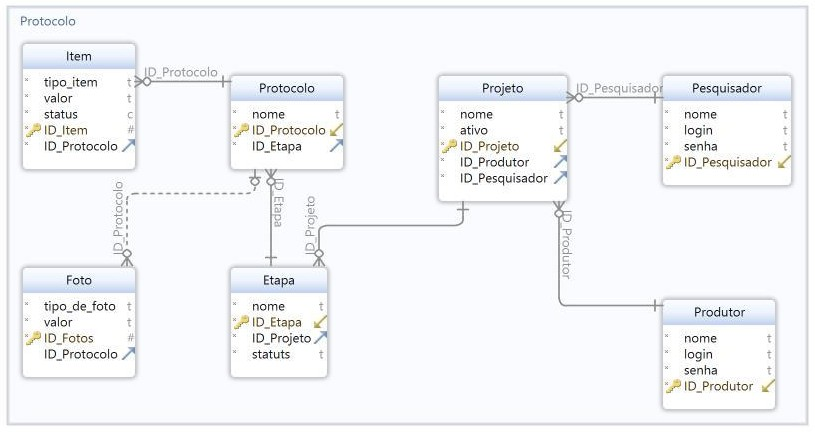 Protocolo
Item
tipo_item t
valor t
status c
ID_Item #
ID_Protocolo
ID_Protocolo
Protocolo
nome t
ID_Protocolo
ID_Etapa
Projeto
nome t
ativo t
ID_Projeto
ID_Produtor
ID_Pesquisador
ID_Pesquisador
Pesquisador
nome t
login t
senha t
ID_Pesquisador
ID_Protocolo
ID_Etapa
ID_Projeto
ID_Produtor
Foto
tipo_de_foto t
valor t
ID_Fotos #
ID_Protocolo
Etapa
nome t
ID_Etapa
ID_Projeto
statuts t
Produtor
nome t
login t
senha t
ID_Produtor